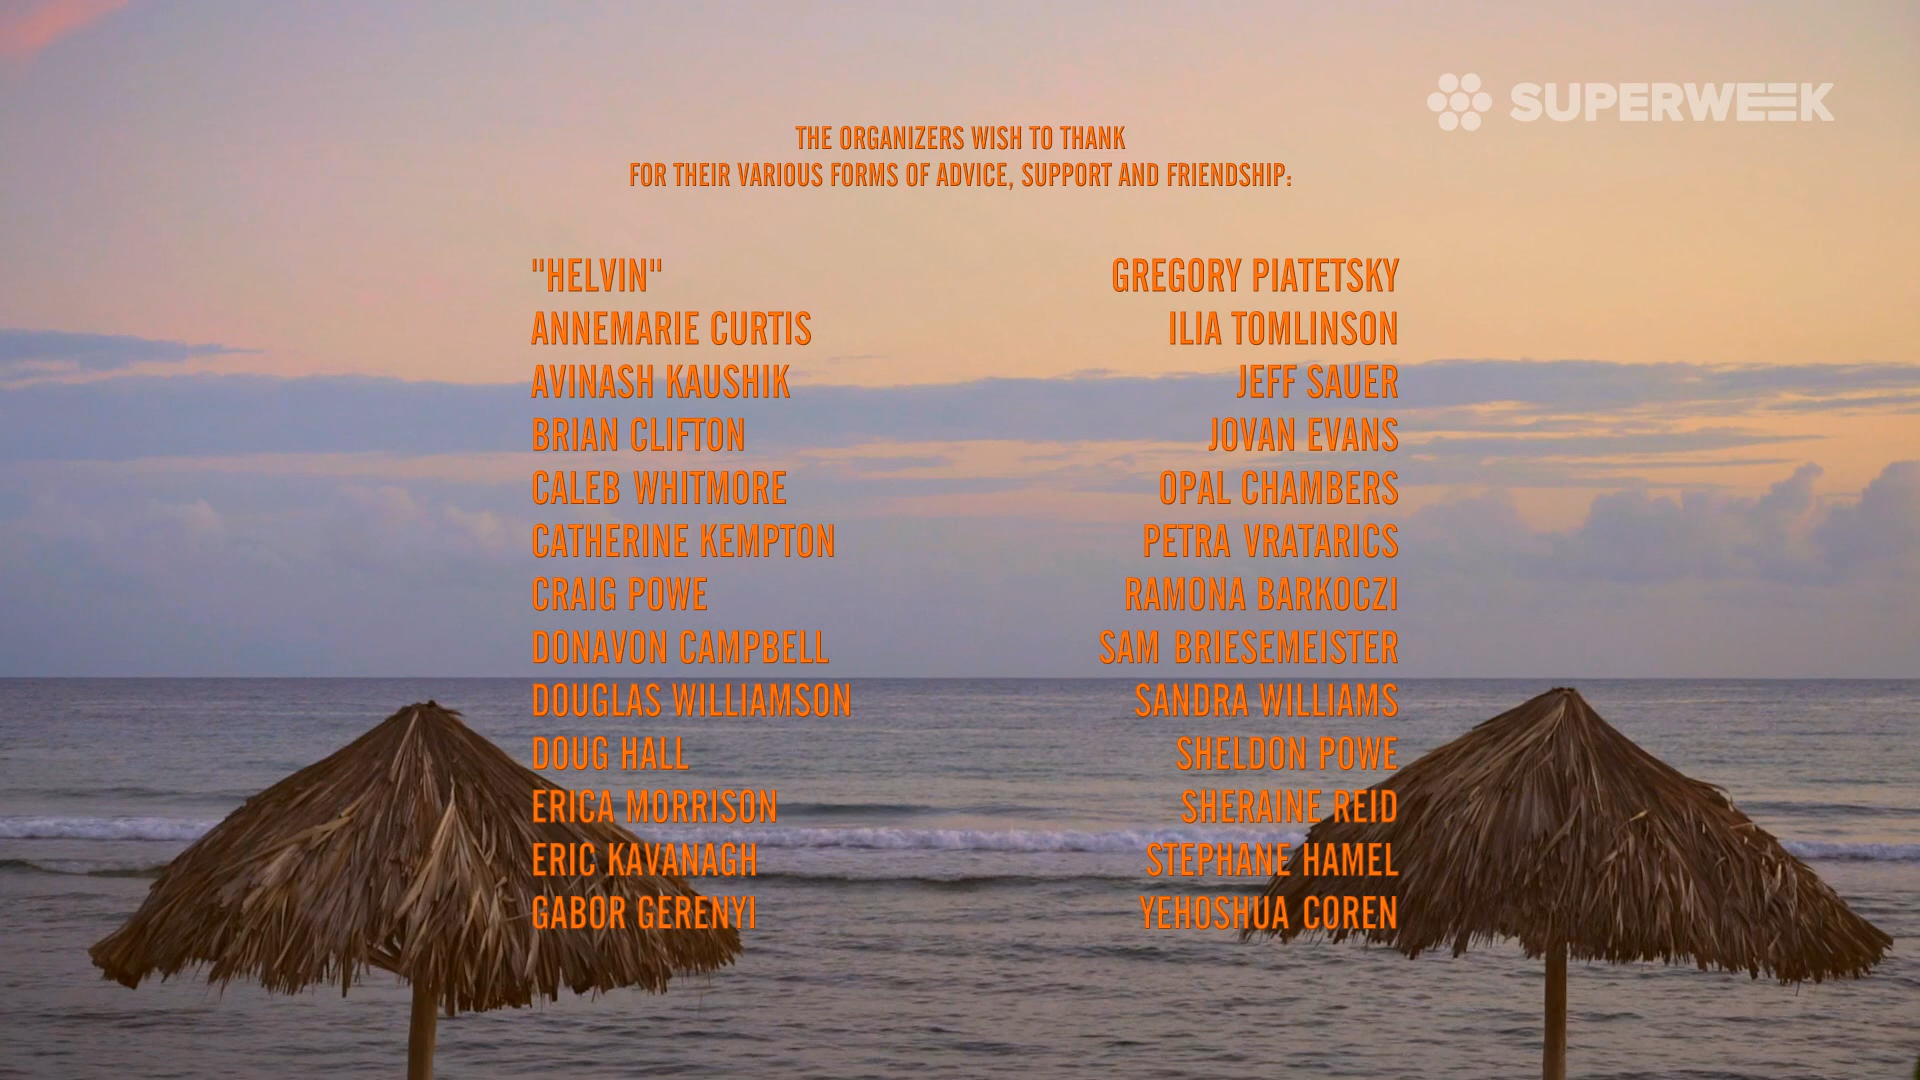 SUPERWEEK
THE ORGANIZERS WISH TO THANK
FOR THEIR VARIOUS FORMS OF ADVICE, SUPPORT AND FRIENDSHIP:
"HELVIN"
ANNEMARIE CURTIS
AVINASH KAUSHIK
BRIAN CLIFTON
CALEB WHITMORE
CATHERINE KEMPTON
CRAIG POWE
DONAVON CAMPBELL
DOUGLAS WILLIAMSON
DOUG HALL
ERICA MORRISON
ERIC KAVANAGH
GABOR GERENYI
GREGORY PIATETSKY
ILIA TOMLINSON
JEFF SAUER
JOVAN EVANS
OPAL CHAMBERS
PETRA VRATARICS
RAMONA BARKOCZI
SAM BRIESEMEISTER
SANDRA WILLIAMS
SHELDON POWE
SHERAINE REID
STEPHANE HAMEL
YEHOSHUA COREN